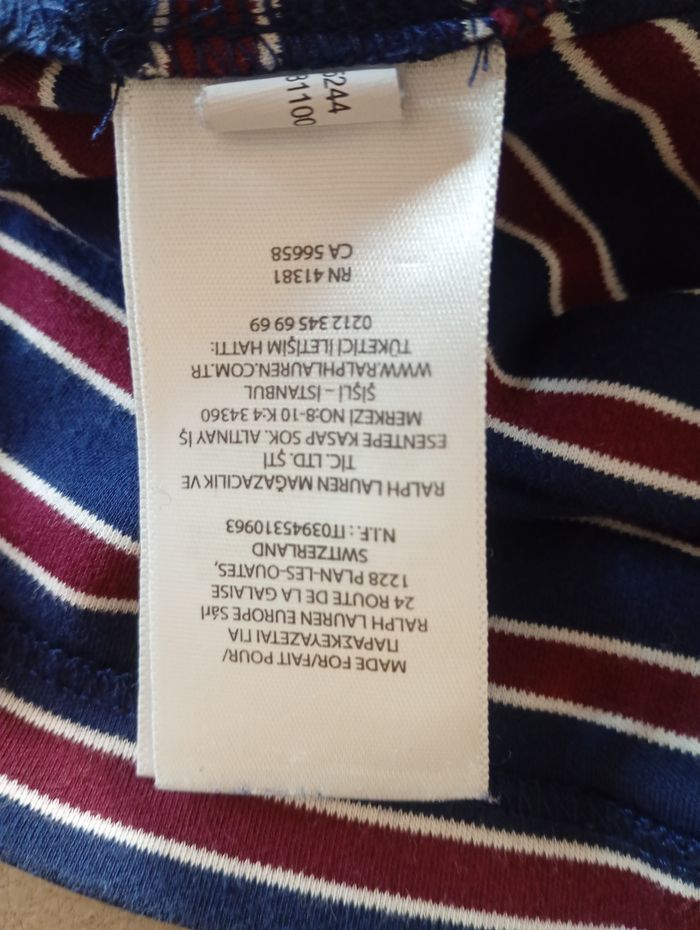 MADE FOR/FAIT POUR/
ΠΑΡΑΣΚΕΥΑΖΕΤΑΙ ΓΙΑ
RALPH LAUREN EUROPE Sárl
24 ROUTE DE LA GALAISE
1228 PLAN-LES-OUATES,
SWITZERLAND
N.I.F.: IT03945310963
RALPH LAUREN MAĞAZACILIK VE
TİC. LTD. ŞTİ
ESENTEPE KASAP SOK. ALTINAY İŞ
MERKEZİ NO:8-10 K:4 34360
ŞİŞLİ – İSTANBUL
WWW.RALPHLAUREN.COM.TR
TÜKETİCİ İLETİŞİM HATTI:
0212 345 69 69
RN 41381
CA 56658